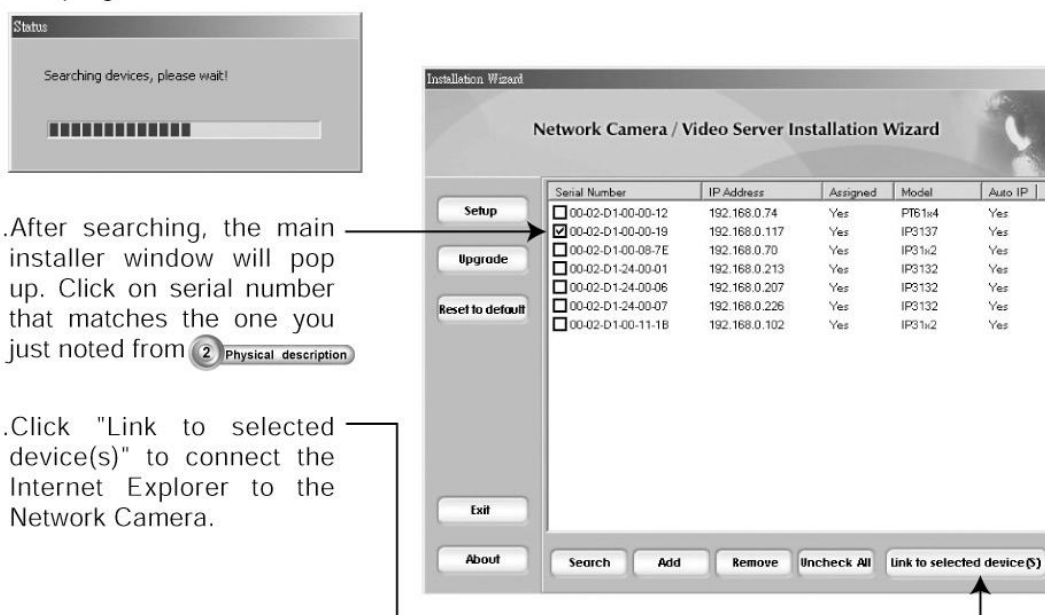 Status
Searching devices, please wait!
.After searching, the main
installer window will pop
up. Click on serial number
that matches the one you
just noted from 2 Physical description
.Click "Link to selected
device(s)" to connect the
Internet Explorer to the
Network Camera.
Installation Wizard
Network Camera / Video Server Installation Wizard
Setup
Upgrade
Reset to default
Exit
About
Serial Number IP Address Assigned Model Auto IP
00-02-D1-00-00-12 192.168.0.74 Yes PT61x4 Yes
00-02-D1-00-00-19 192.168.0.117 Yes IP3137 Yes
00-02-D1-00-08-7E 192.168.0.70 Yes IP31x2 Yes
00-02-D1-24-00-01 192.168.0.213 Yes IP3132 Yes
00-02-D1-24-00-06 192.168.0.207 Yes IP3132 Yes
00-02-D1-24-00-07 192.168.0.226 Yes IP3132 Yes
00-02-D1-00-11-1B 192.168.0.102 Yes IP31x2 Yes
Search Add Remove Uncheck All Link to selected device(S)